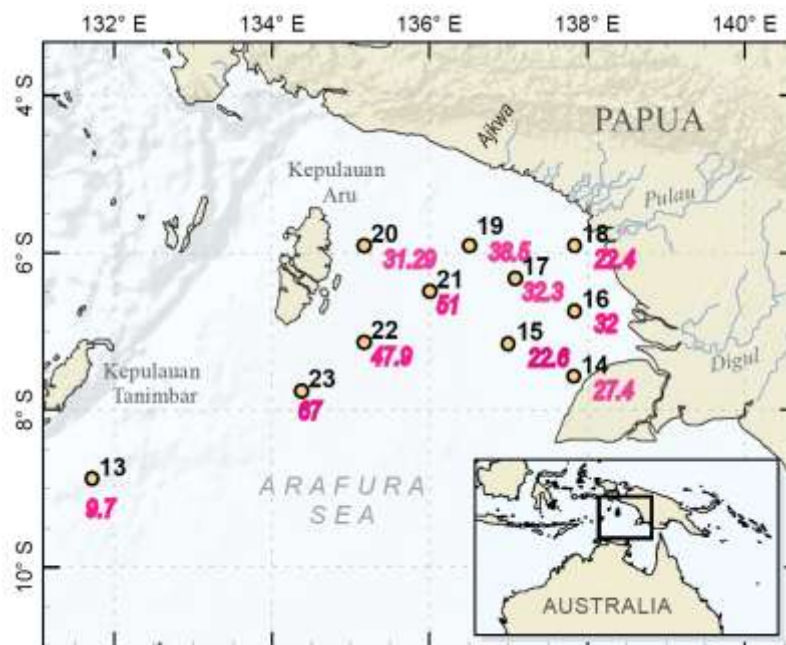 132° E
134° E
136° E
138° E
140° E
4° S
6° S
8° S
10° S
Ajkwa
PAPUA
Kepulauan
Aru
Pulau
20
31.29
19
38.5
18
22.4
17
32.3
21
51
16
32
22
47.9
15
22.6
Digul
Kepulauan
Tanimbar
23
67
14
27.4
13
9.7
ARAFURA
SEA
AUSTRALIA